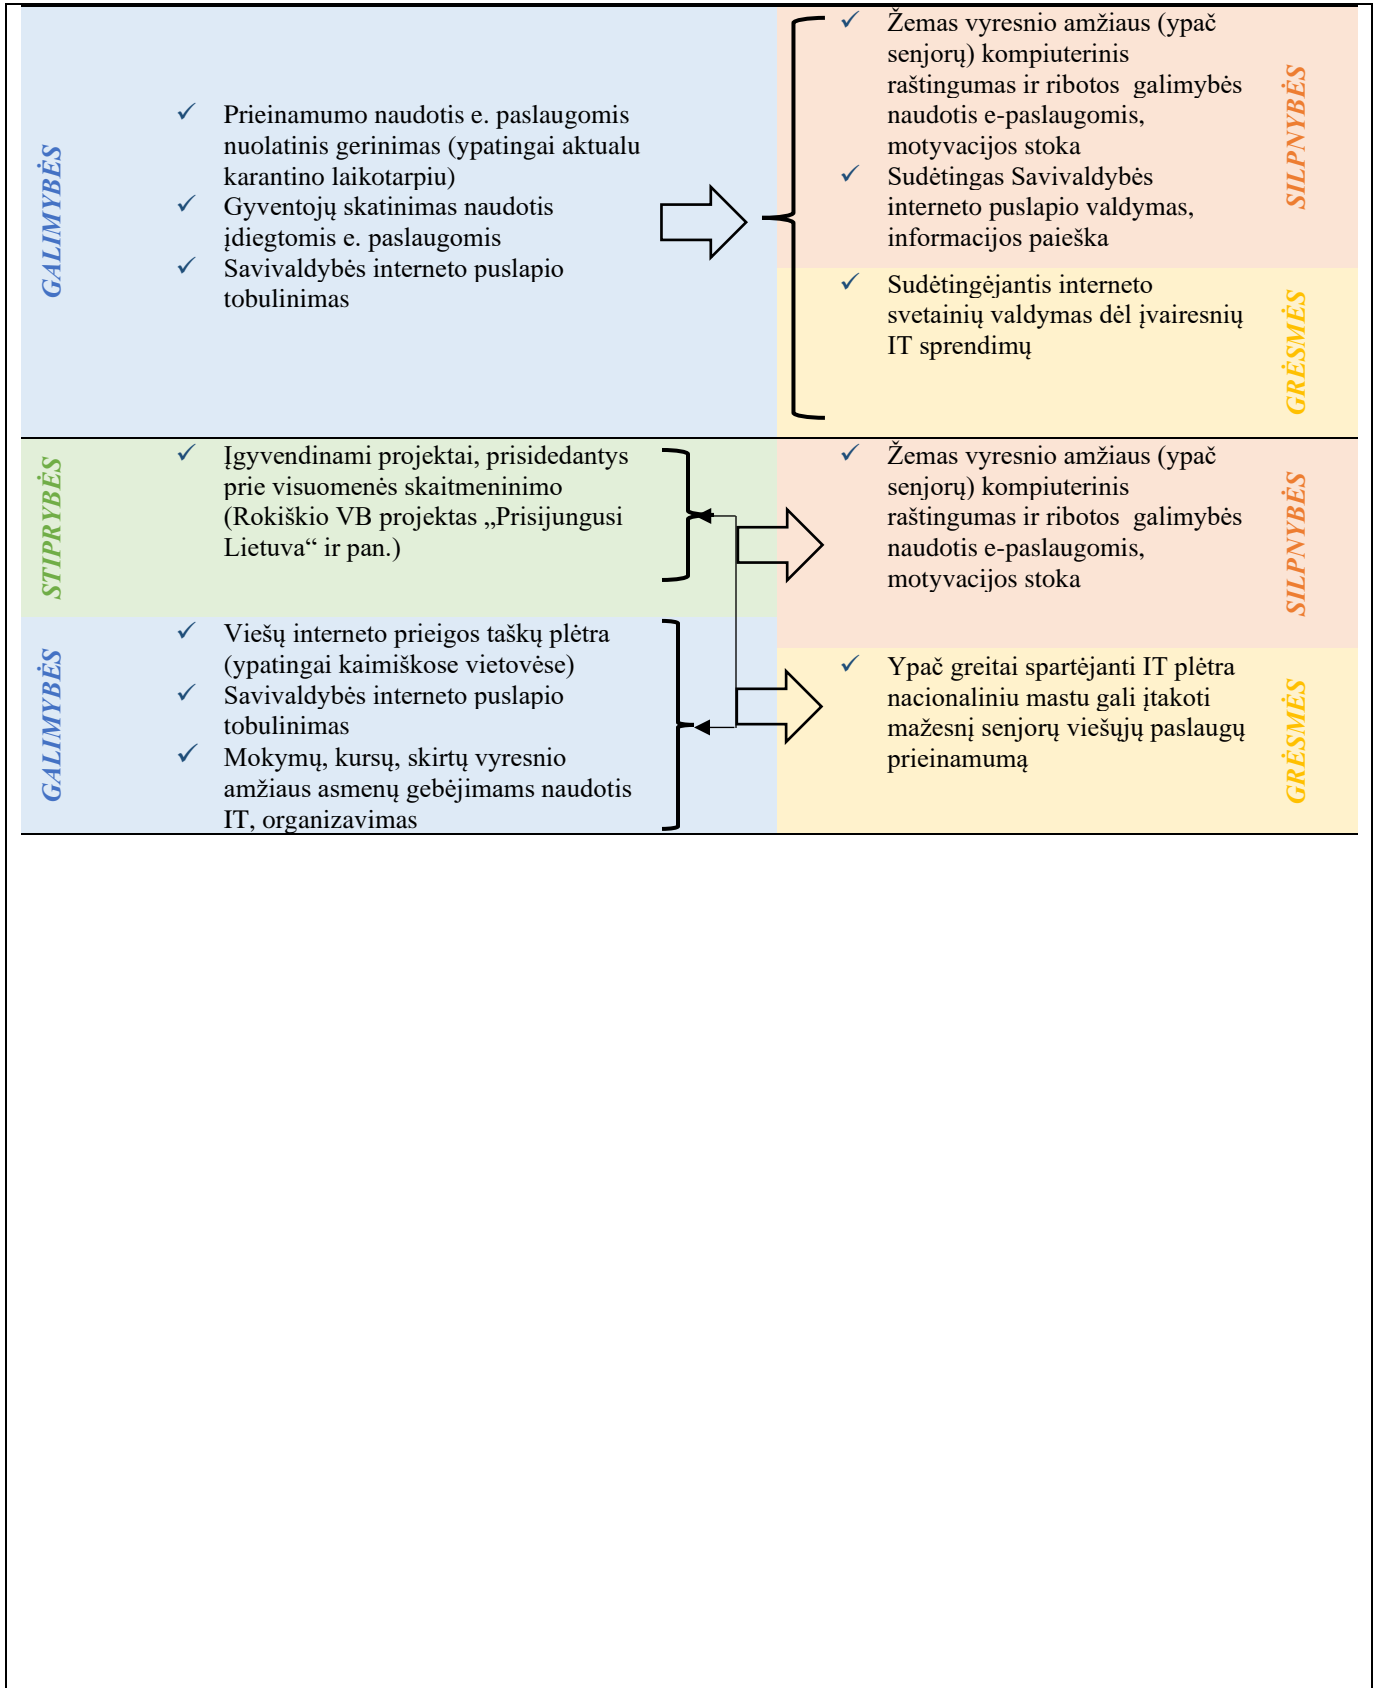 GALIMYBĖS
Prieinamumo naudotis e. paslaugomis
nuolatinis gerinimas (ypatingai aktualu
karantino laikotarpiu)
Gyventojų skatinimas naudotis
įdiegtomis e. paslaugomis
Savivaldybės interneto puslapio
tobulinimas
Žemas vyresnio amžiaus (ypač
senjorų) kompiuterinis
raštingumas ir ribotos galimybės
naudotis e-paslaugomis,
motyvacijos stoka
Sudėtingas Savivaldybės
interneto puslapio valdymas,
informacijos paieška
SILPNYBĖS
Sudėtingėjantis interneto
svetainių valdymas dėl įvairesnių
IT sprendimų
GRĖSMĖS
STIPRYBĖS
Įgyvendinami projektai, prisidedantys
prie visuomenės skaitmeninimo
(Rokiškio VB projektas „Prisijungusi
Lietuva“ ir pan.)
Žemas vyresnio amžiaus (ypač
senjorų) kompiuterinis
raštingumas ir ribotos galimybės
naudotis e-paslaugomis,
motyvacijos stoka
SILPNYBĖS
GALIMYBĖS
Viešų interneto prieigos taškų plėtra
(ypatingai kaimiškose vietovėse)
Savivaldybės interneto puslapio
tobulinimas
Mokymų, kursų, skirtų vyresnio
amžiaus asmenų gebėjimams naudotis
IT, organizavimas
Ypač greitai spartėjanti IT plėtra
nacionaliniu mastu gali įtakoti
mažesnį senjorų viešųjų paslaugų
prieinamumą
GRĖSMĖS